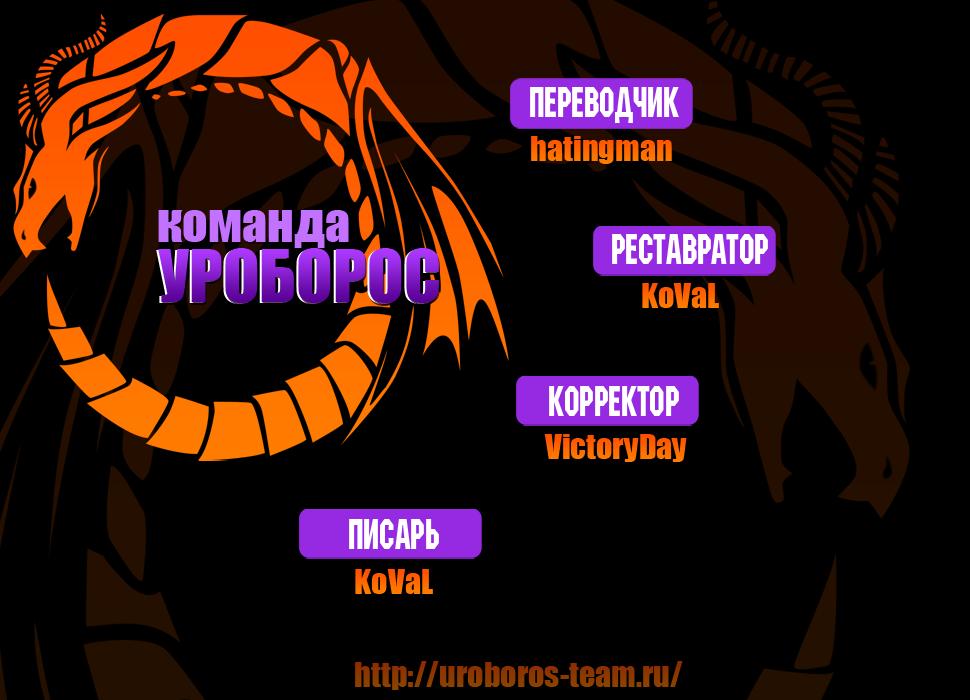 ПЕРЕВОДЧИК
hatingman
команда
УРОБОРОС
РЕСТАВРАТОР
KoVaL
КОРРЕКТОР
VictoryDay
ПИСАРЬ
KoVaL
http://uroboros-team.ru/